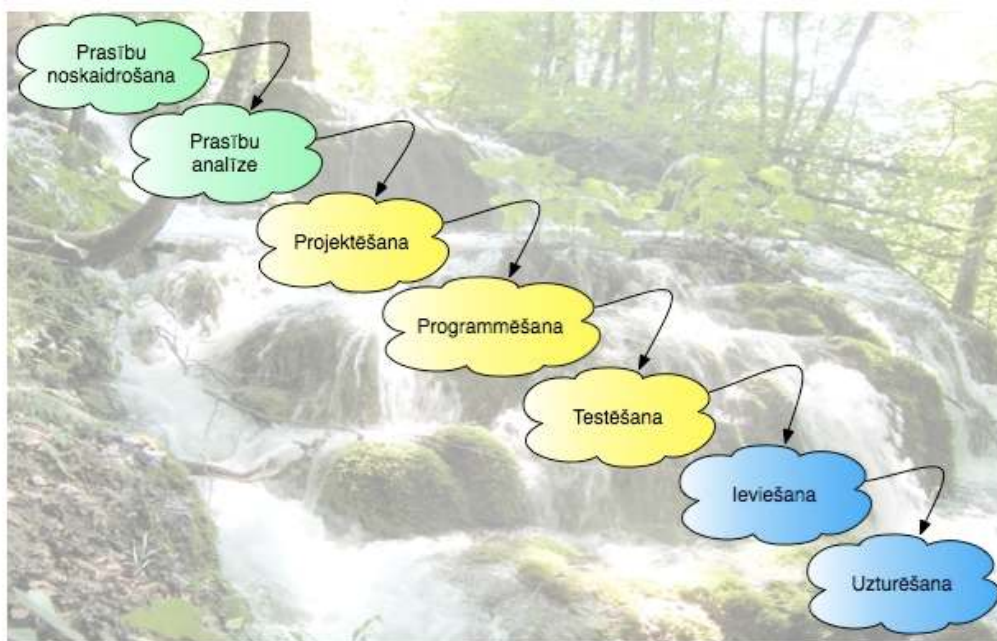 Prasību
noskaidrošana
Prasību
analīze
Projektēšana
Programmēšana
Testēšana
Ieviešana
Uzturēšana